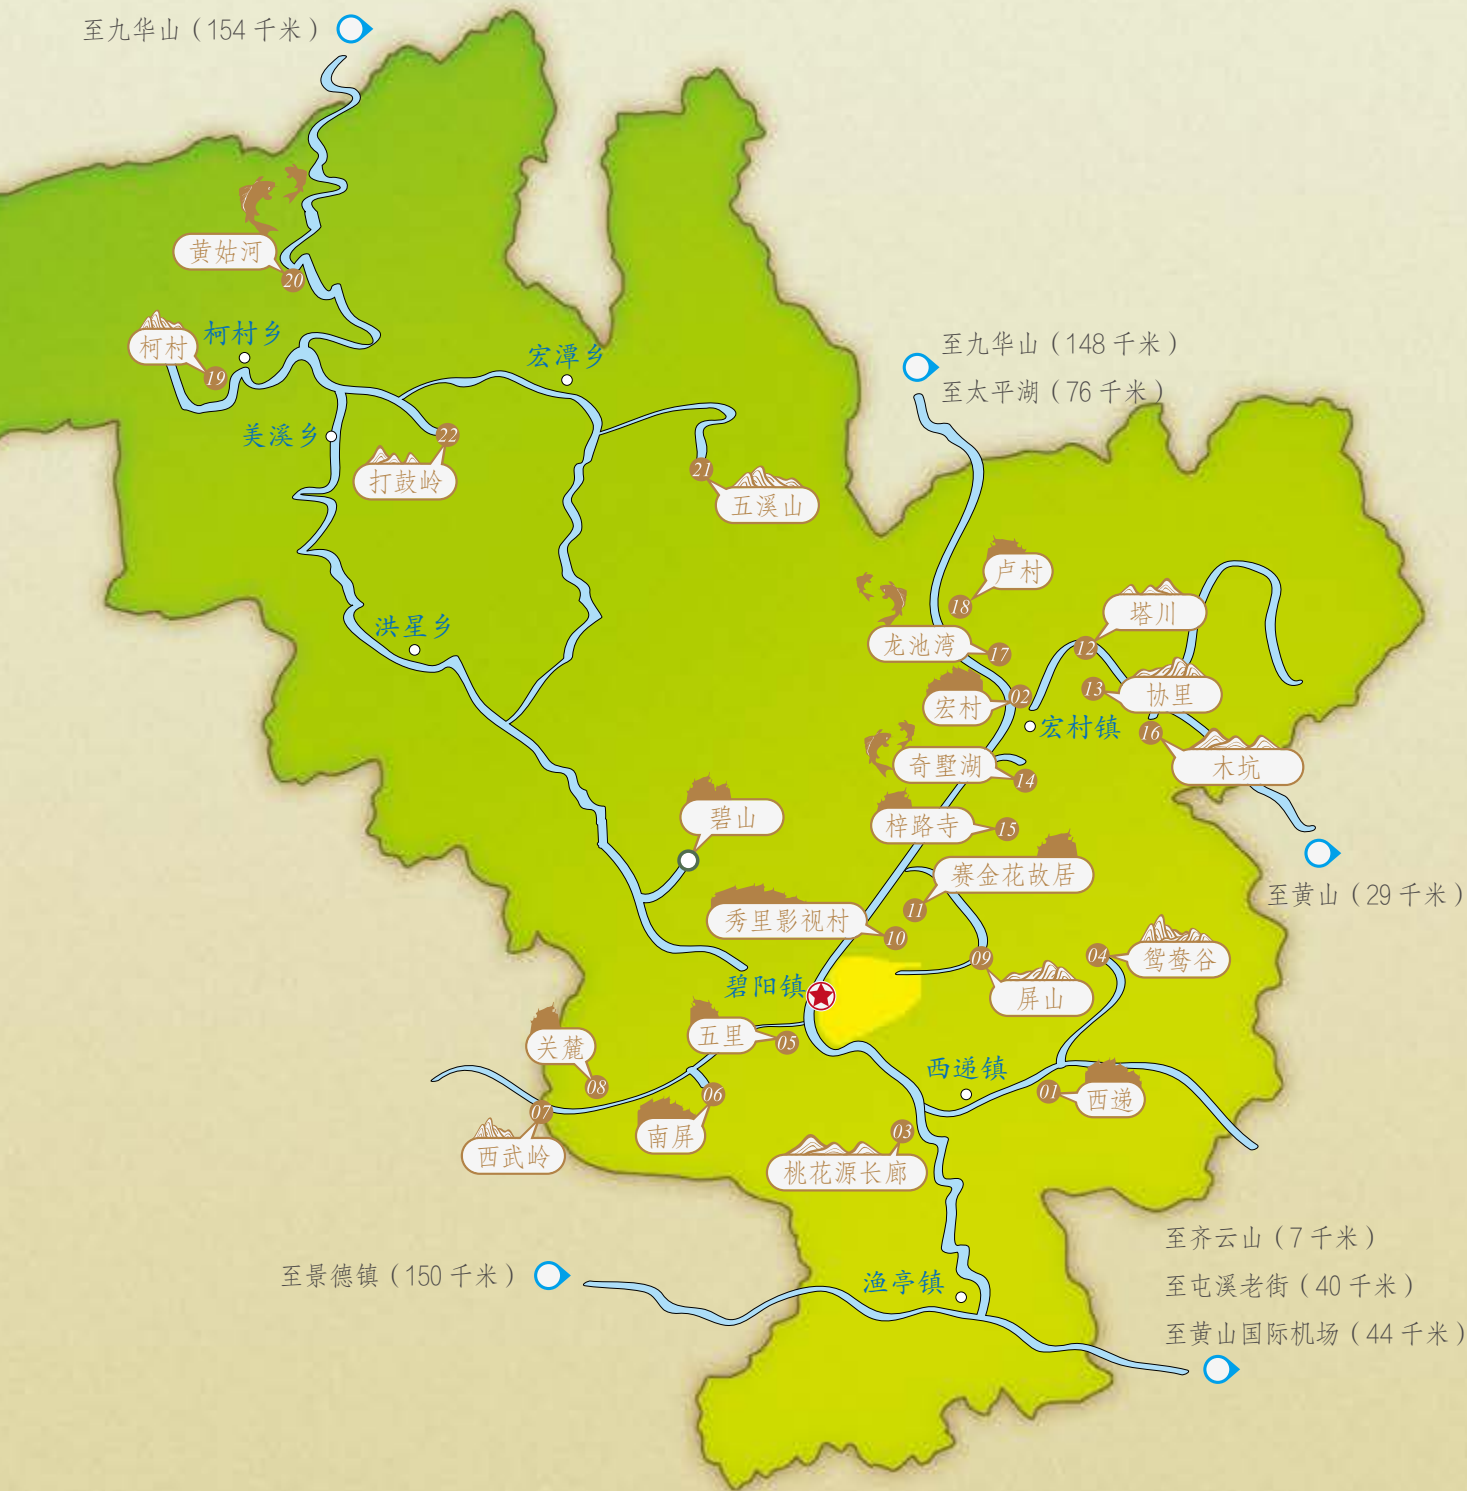 至九华山（154 千米）
黄姑河
20
柯村乡
柯村
19
宏潭乡
至九华山（148 千米）
至太平湖（76 千米）
美溪乡
22
打鼓岭
21
五溪山
卢村
18
塔川
12
龙池湾
17
洪星乡
13
协里
宏村
02
宏村镇
16
木坑
奇墅湖
14
碧山
梓路寺
15
至黄山（29 千米）
赛金花故居
11
秀里影视村
10
09
屏山
04
鸳鸯谷
碧阳镇
五里
05
关麓
08
西递镇
01
西递
06
南屏
07
西武岭
03
桃花源长廊
至齐云山（7 千米）
至屯溪老街（40 千米）
至黄山国际机场（44 千米）
至景德镇（150 千米）
渔亭镇